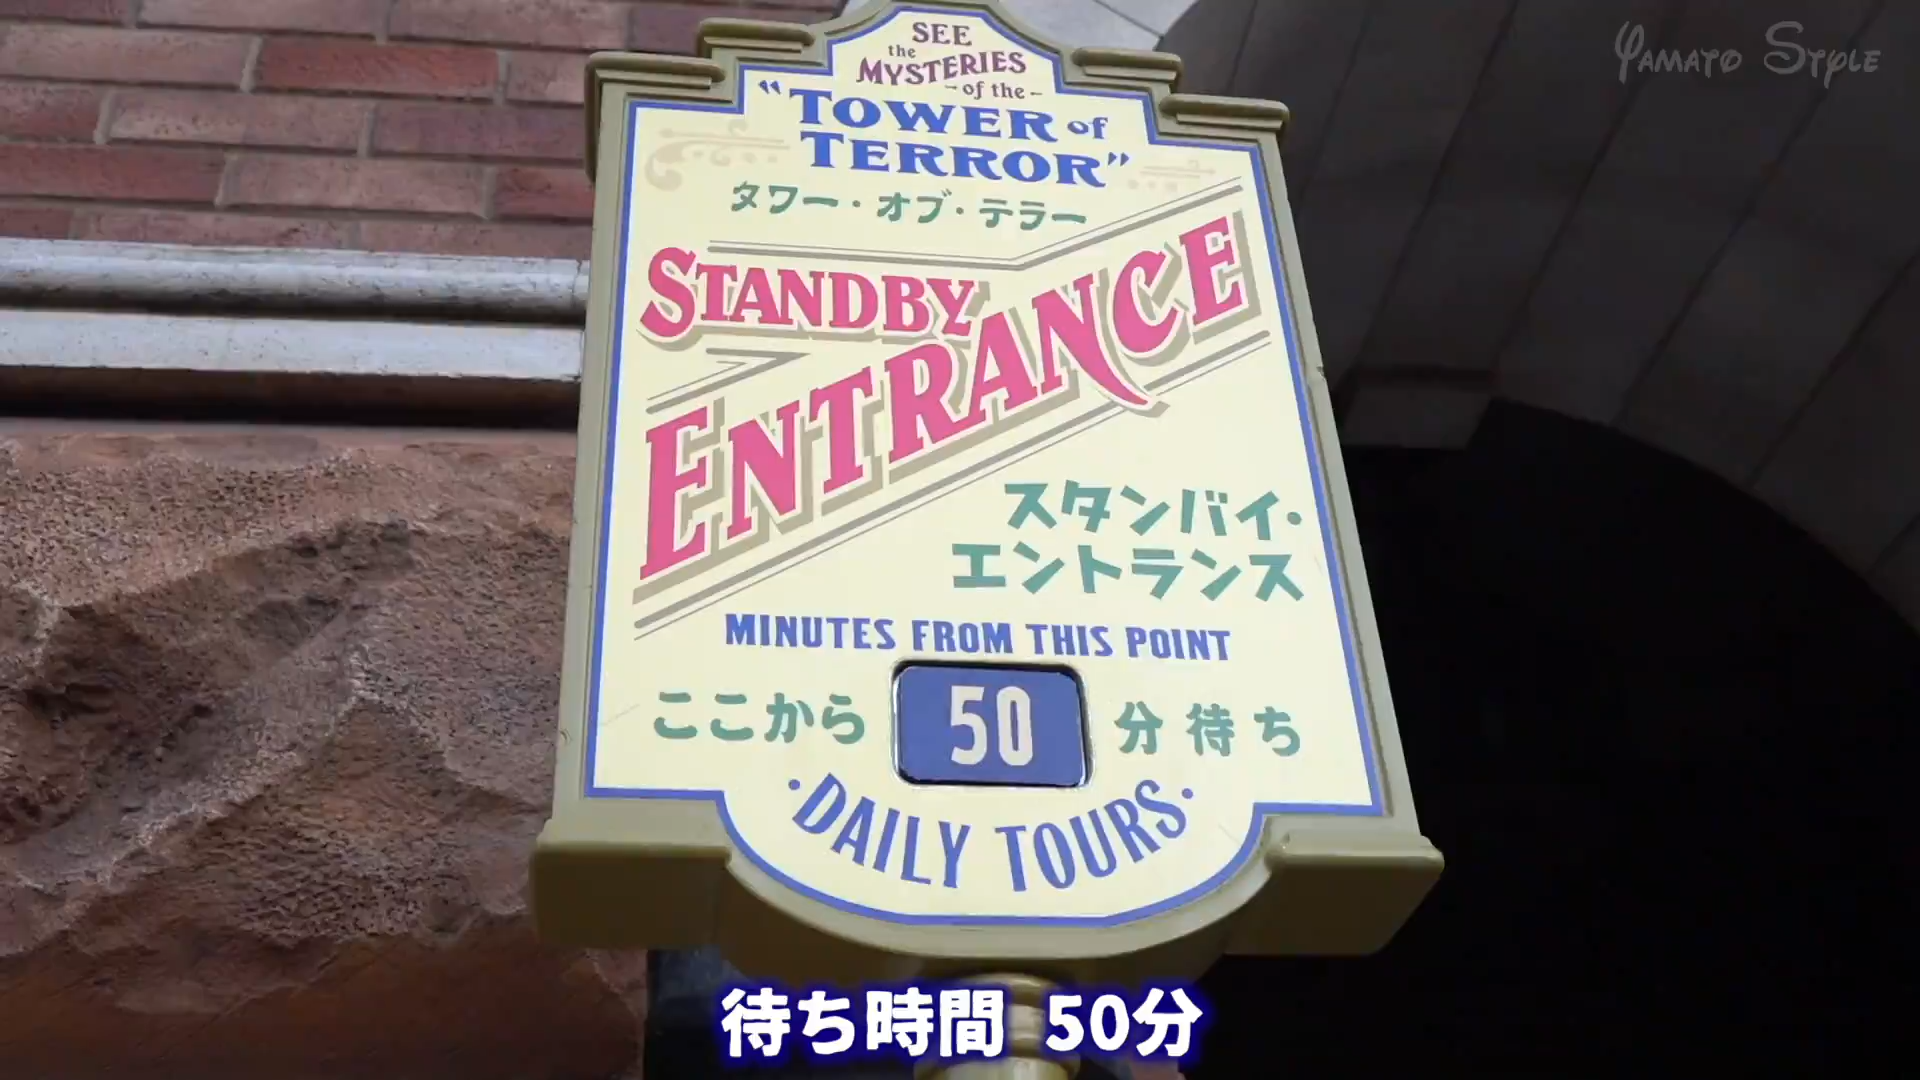 YAMATO STYLE
SEE
the
MYSTERIES
- of the -
"TOWER of
TERROR"
タワー・オブ・テラー
STANDBY
ENTRANCE
スタンバイ・
エントランス
MINUTES FROM THIS POINT
ここから 50 分待ち
・DAILY TOURS・
待ち時間 50分